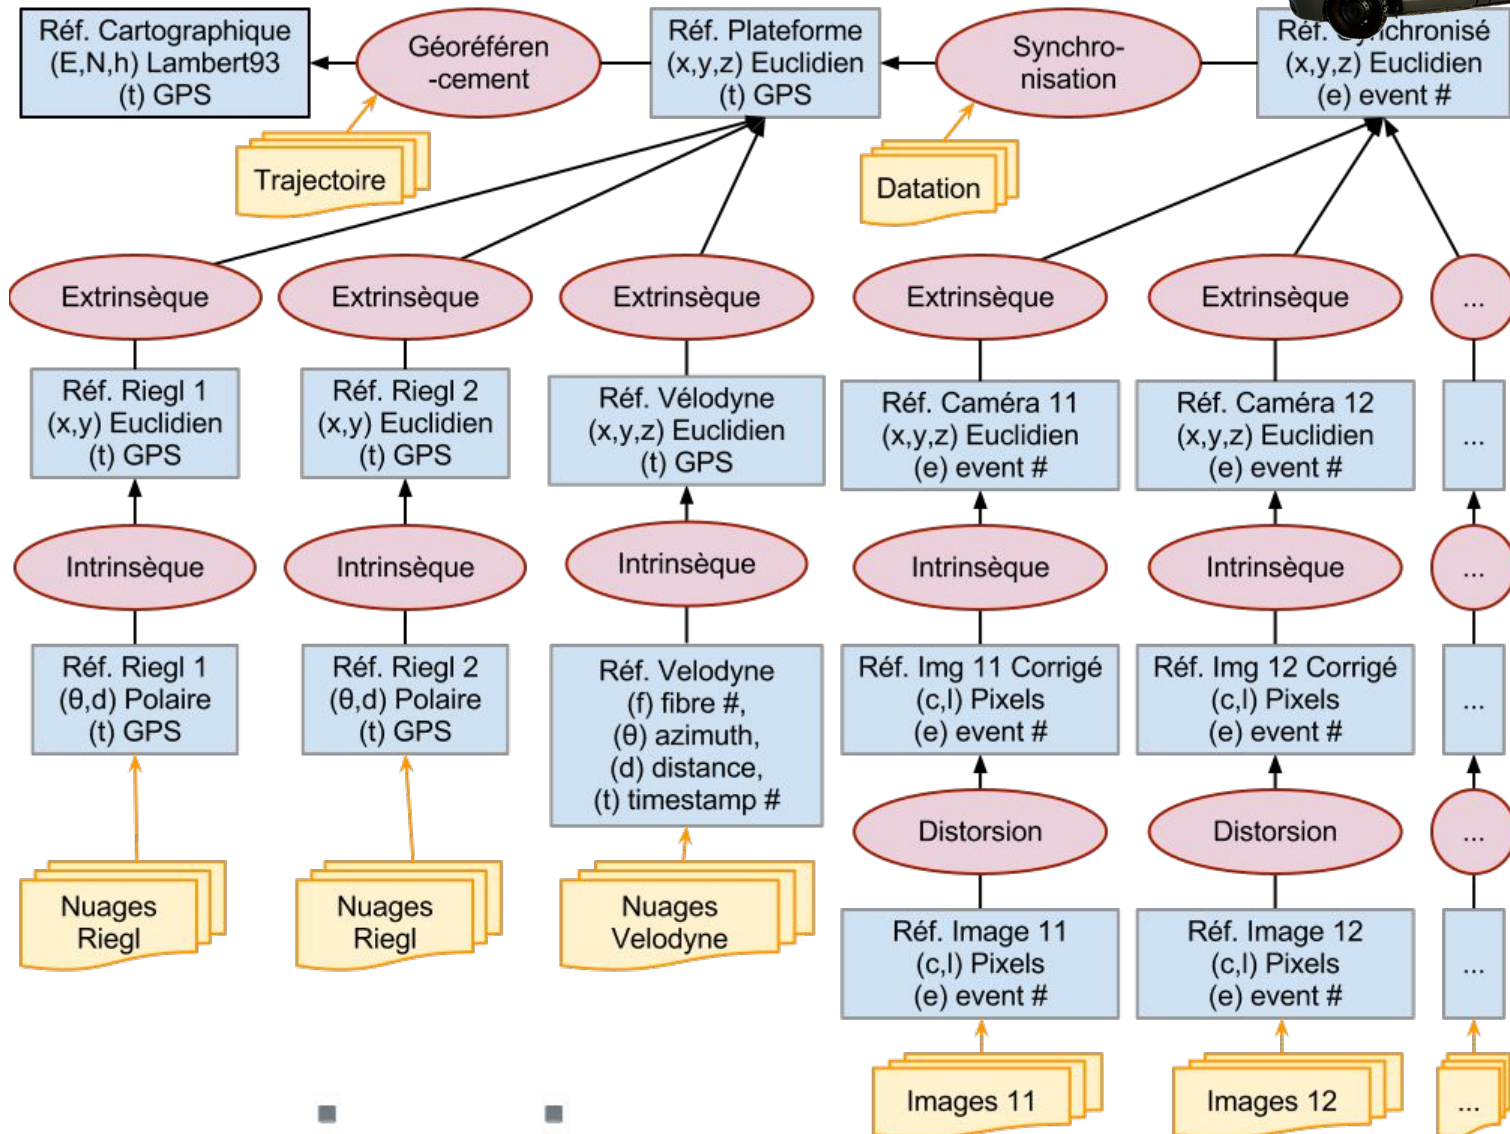 Réf. Cartographique
(E,N,h) Lambert93
(t) GPS
Géoréféren
-cement
Réf. Plateforme
(x,y,z) Euclidien
(t) GPS
Synchro-
nisation
Réf. Synchronisé
(x,y,z) Euclidien
(e) event #
Trajectoire
Datation
Extrinsèque
Extrinsèque
Extrinsèque
Extrinsèque
Extrinsèque
...
Réf. Riegl 1
(x,y) Euclidien
(t) GPS
Réf. Riegl 2
(x,y) Euclidien
(t) GPS
Réf. Vélodyne
(x,y,z) Euclidien
(t) GPS
Réf. Caméra 11
(x,y,z) Euclidien
(e) event #
Réf. Caméra 12
(x,y,z) Euclidien
(e) event #
...
Intrinsèque
Intrinsèque
Intrinsèque
Intrinsèque
Intrinsèque
...
Réf. Riegl 1
(θ,d) Polaire
(t) GPS
Réf. Riegl 2
(θ,d) Polaire
(t) GPS
Réf. Velodyne
(f) fibre #,
(θ) azimuth,
(d) distance,
(t) timestamp #
Réf. Img 11 Corrigé
(c,l) Pixels
(e) event #
Réf. Img 12 Corrigé
(c,l) Pixels
(e) event #
...
Distorsion
Distorsion
...
Nuages
Riegl
Nuages
Riegl
Nuages
Velodyne
Réf. Image 11
(c,l) Pixels
(e) event #
Réf. Image 12
(c,l) Pixels
(e) event #
...
Images 11
Images 12
...